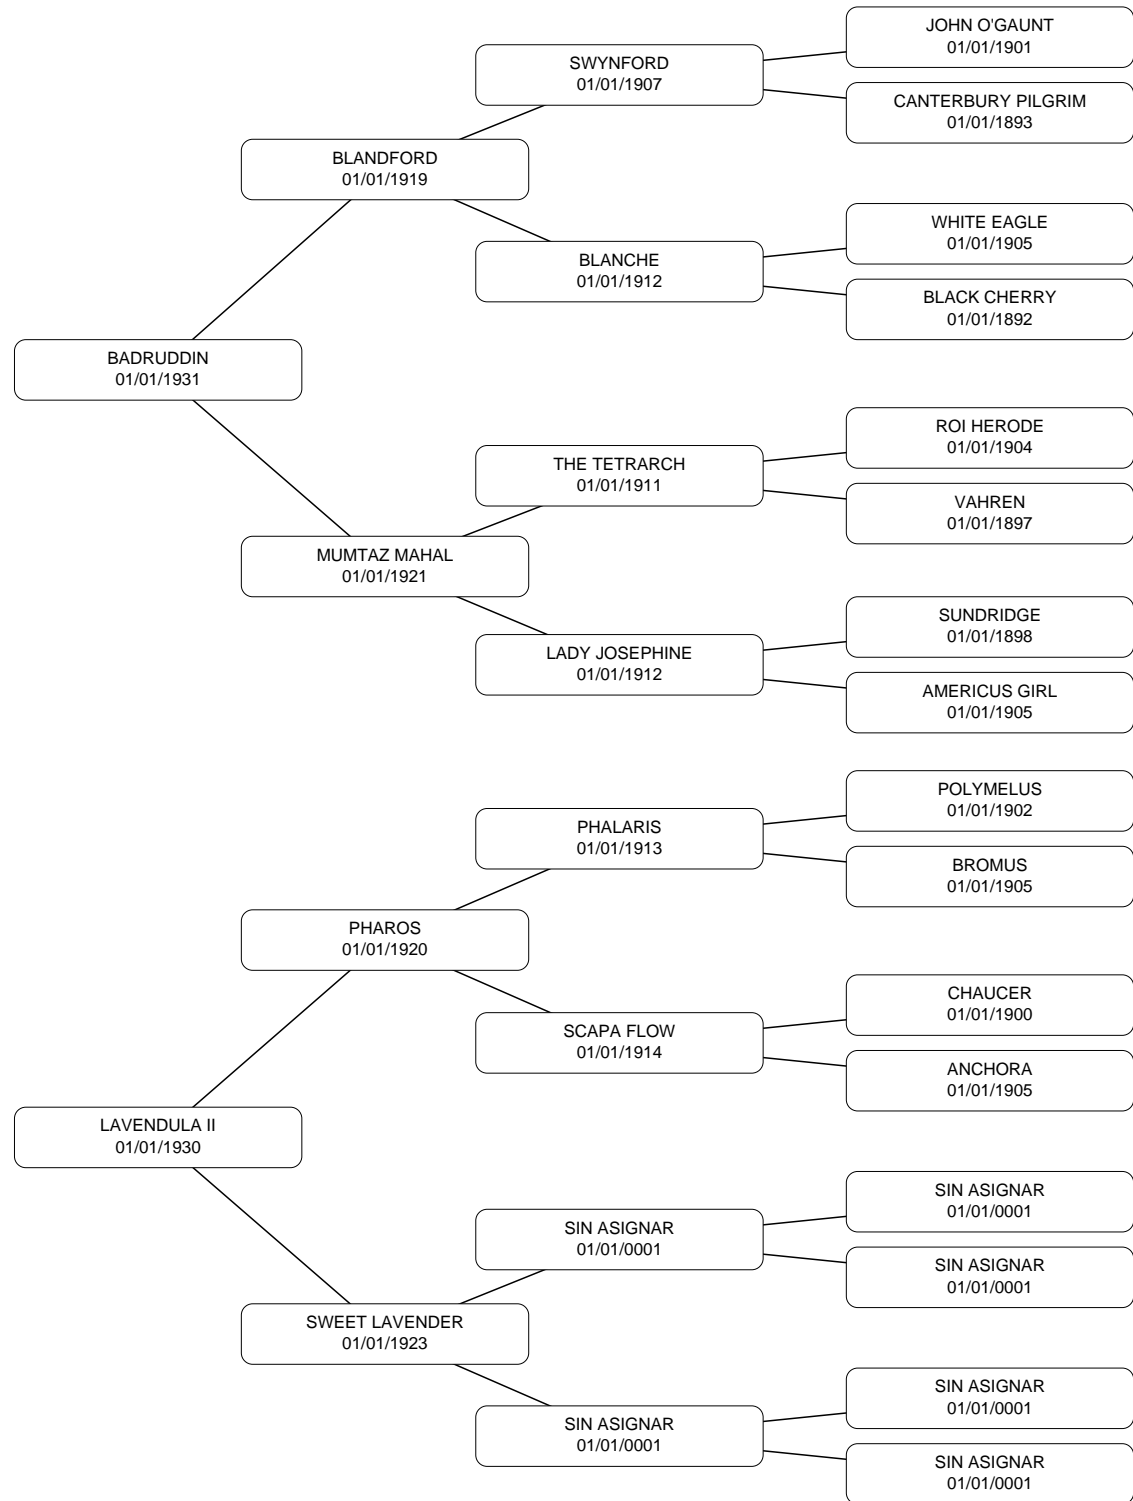 JOHN O'GAUNT
01/01/1901
SWYNFORD
01/01/1907
CANTERBURY PILGRIM
01/01/1893
BLANDFORD
01/01/1919
WHITE EAGLE
01/01/1905
BLANCHE
01/01/1912
BLACK CHERRY
01/01/1892
BADRUDDIN
01/01/1931
ROI HERODE
01/01/1904
THE TETRARCH
01/01/1911
VAHREN
01/01/1897
MUMTAZ MAHAL
01/01/1921
SUNDRIDGE
01/01/1898
LADY JOSEPHINE
01/01/1912
AMERICUS GIRL
01/01/1905
POLYMELUS
01/01/1902
PHALARIS
01/01/1913
BROMUS
01/01/1905
PHAROS
01/01/1920
CHAUCER
01/01/1900
SCAPA FLOW
01/01/1914
ANCHORA
01/01/1905
LAVENDULA II
01/01/1930
SIN ASIGNAR
01/01/0001
SIN ASIGNAR
01/01/0001
SIN ASIGNAR
01/01/0001
SWEET LAVENDER
01/01/1923
SIN ASIGNAR
01/01/0001
SIN ASIGNAR
01/01/0001
SIN ASIGNAR
01/01/0001